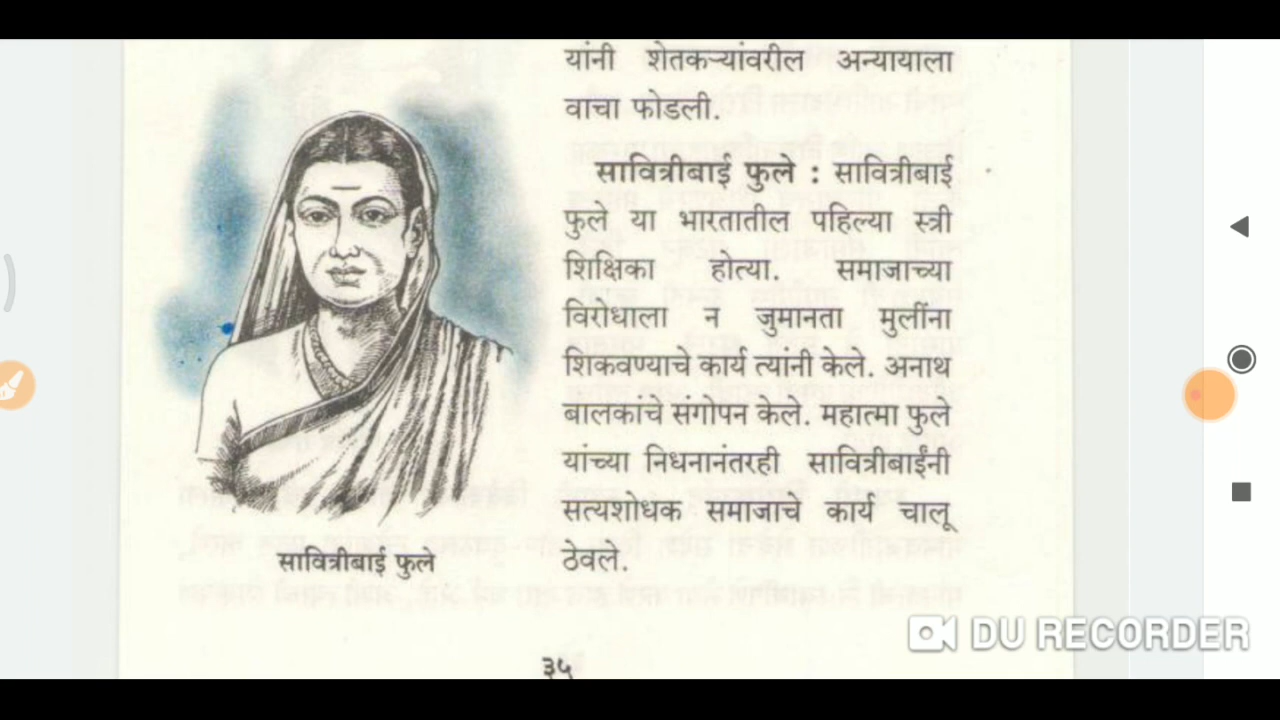 यांनी शेतकऱ्यांवरील अन्यायाला
वाचा फोडली.
सावित्रीबाई फुले : सावित्रीबाई
फुले या भारतातील पहिल्या स्त्री
शिक्षिका होत्या. समाजाच्या
विरोधाला न जुमानता मुलींना
शिकवण्याचे कार्य त्यांनी केले. अनाथ
बालकांचे संगोपन केले. महात्मा फुले
यांच्या निधनानंतरही सावित्रीबाईंनी
सत्यशोधक समाजाचे कार्य चालू
ठेवले.
सावित्रीबाई फुले
३५
DU RECORDER